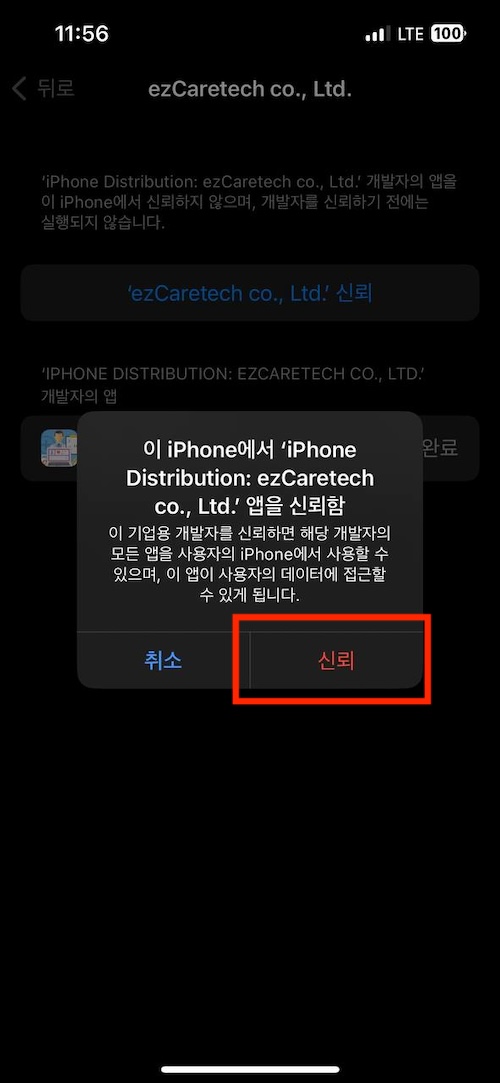 11:56
LTE 100
뒤로
ezCaretech co., Ltd.
‘iPhone Distribution: ezCaretech co., Ltd.’ 개발자의 앱을
이 iPhone에서 신뢰하지 않으며, 개발자를 신뢰하기 전에는
실행되지 않습니다.
‘ezCaretech co., Ltd.’ 신뢰
‘IPHONE DISTRIBUTION: EZCARETECH CO., LTD.’
개발자의 앱
완료
이 iPhone에서 ‘iPhone
Distribution: ezCaretech
co., Ltd.’ 앱을 신뢰함
이 기업용 개발자를 신뢰하면 해당 개발자의
모든 앱을 사용자의 iPhone에서 사용할 수
있으며, 이 앱이 사용자의 데이터에 접근할
수 있게 됩니다.
취소
신뢰